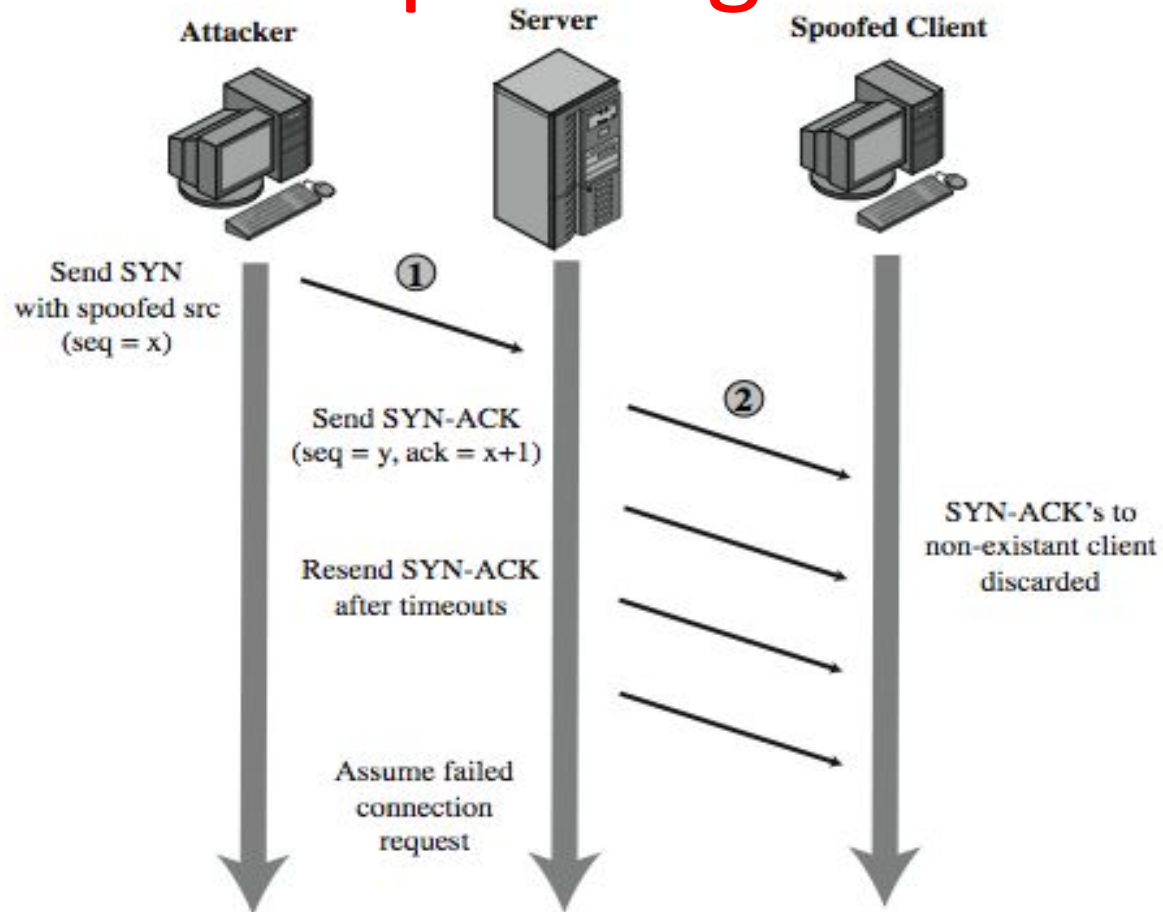 Attacker
Server
Spoofed Client
Send SYN
with spoofed src
(seq = x)
1
Send SYN-ACK
(seq = y, ack = x+1)
2
SYN-ACK's to
non-existant client
discarded
Resend SYN-ACK
after timeouts
Assume failed
connection
request